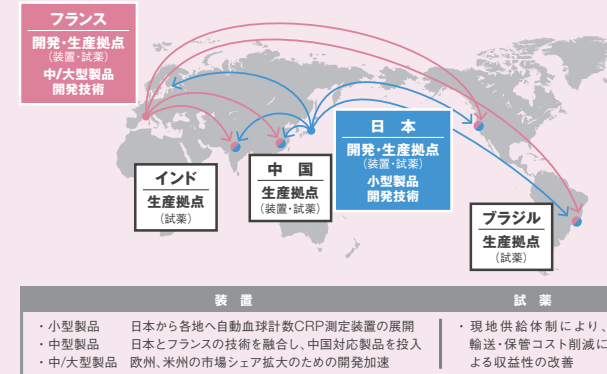 フランス
開発・生産拠点
(装置・試薬)
中/大型製品
開発技術
日本
開発・生産拠点
(装置・試薬)
小型製品
開発技術
インド
生産拠点
(試薬)
中国
生産拠点
(装置・試薬)
ブラジル
生産拠点
(試薬)
装置
・小型製品 日本から各地へ自動血球計数CRP測定装置の展開
・中型製品 日本とフランスの技術を融合し、中国対応製品を投入
・中/大型製品 欧州、米州の市場シェア拡大のための開発加速
試薬
・現地供給体制により、
輸送・保管コスト削減に
よる収益性の改善